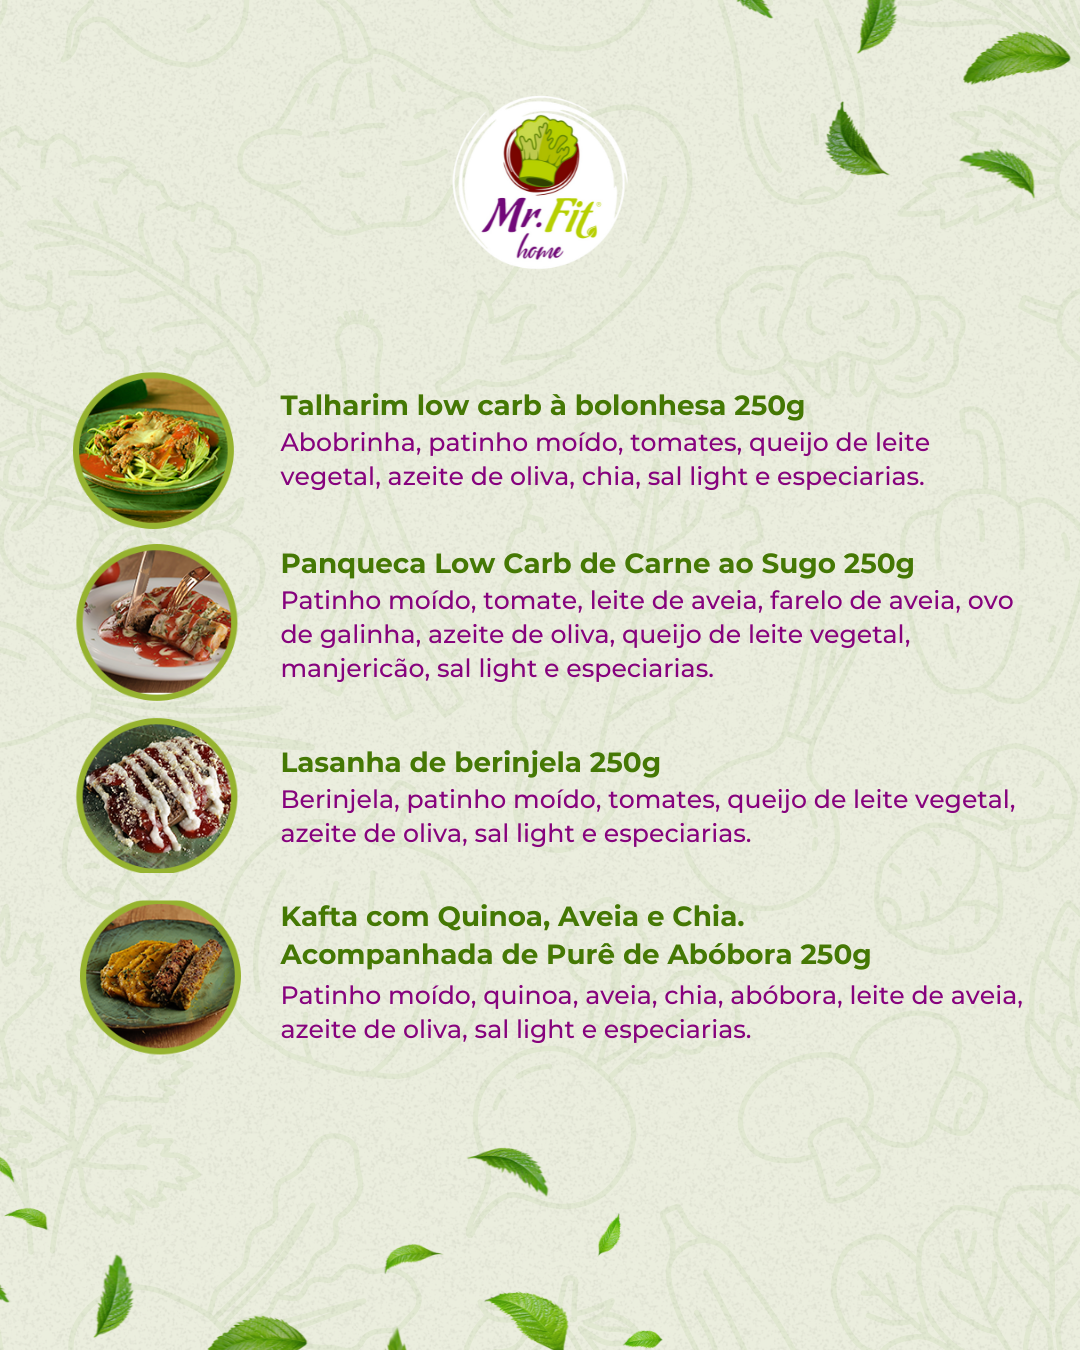 Mr.Fit
home
Talharim low carb à bolonhesa 250g
Abobrinha, patinho moído, tomates, queijo de leite
vegetal, azeite de oliva, chia, sal light e especiarias.
Panqueca Low Carb de Carne ao Sugo 250g
Patinho moído, tomate, leite de aveia, farelo de aveia, ovo
de galinha, azeite de oliva, queijo de leite vegetal,
manjericão, sal light e especiarias.
Lasanha de berinjela 250g
Berinjela, patinho moído, tomates, queijo de leite vegetal,
azeite de oliva, sal light e especiarias.
Kafta com Quinoa, Aveia e Chia.
Acompanhada de Purê de Abóbora 250g
Patinho moído, quinoa, aveia, chia, abóbora, leite de aveia,
azeite de oliva, sal light e especiarias.